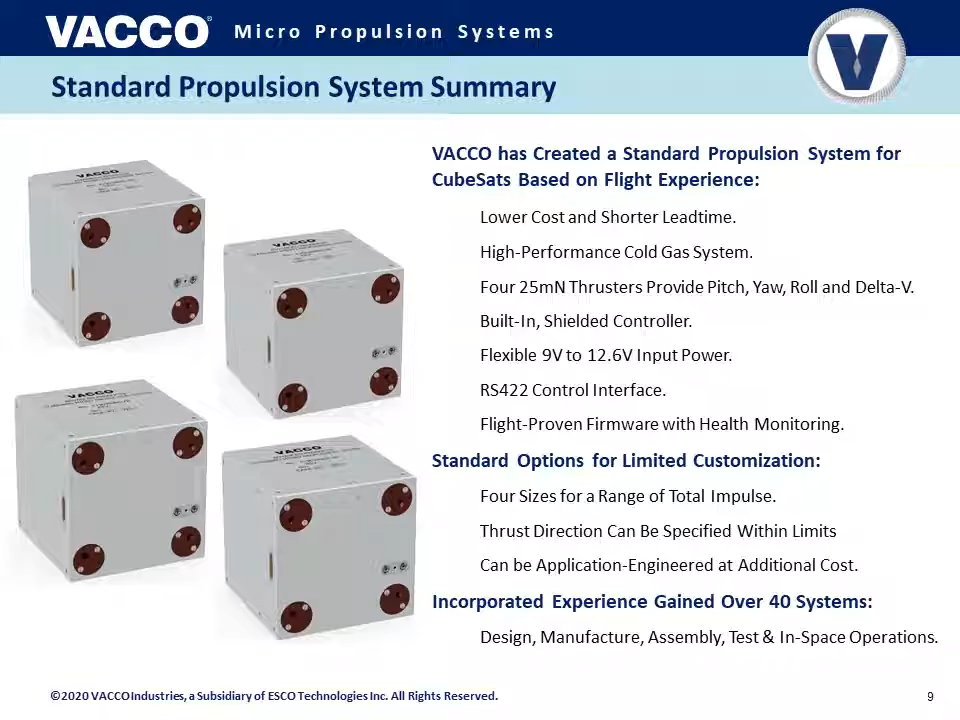 VACCO® Micro Propulsion Systems
Standard Propulsion System Summary
VACCO has Created a Standard Propulsion System for
CubeSats Based on Flight Experience:
Lower Cost and Shorter Leadtime.
High-Performance Cold Gas System.
Four 25mN Thrusters Provide Pitch, Yaw, Roll and Delta-V.
Built-In, Shielded Controller.
Flexible 9V to 12.6V Input Power.
RS422 Control Interface.
Flight-Proven Firmware with Health Monitoring.
Standard Options for Limited Customization:
Four Sizes for a Range of Total Impulse.
Thrust Direction Can Be Specified Within Limits
Can be Application-Engineered at Additional Cost.
Incorporated Experience Gained Over 40 Systems:
Design, Manufacture, Assembly, Test & In-Space Operations.
VACCO
VACCO
VACCO
VACCO
©2020 VACCO Industries, a Subsidiary of ESCO Technologies Inc. All Rights Reserved.
9